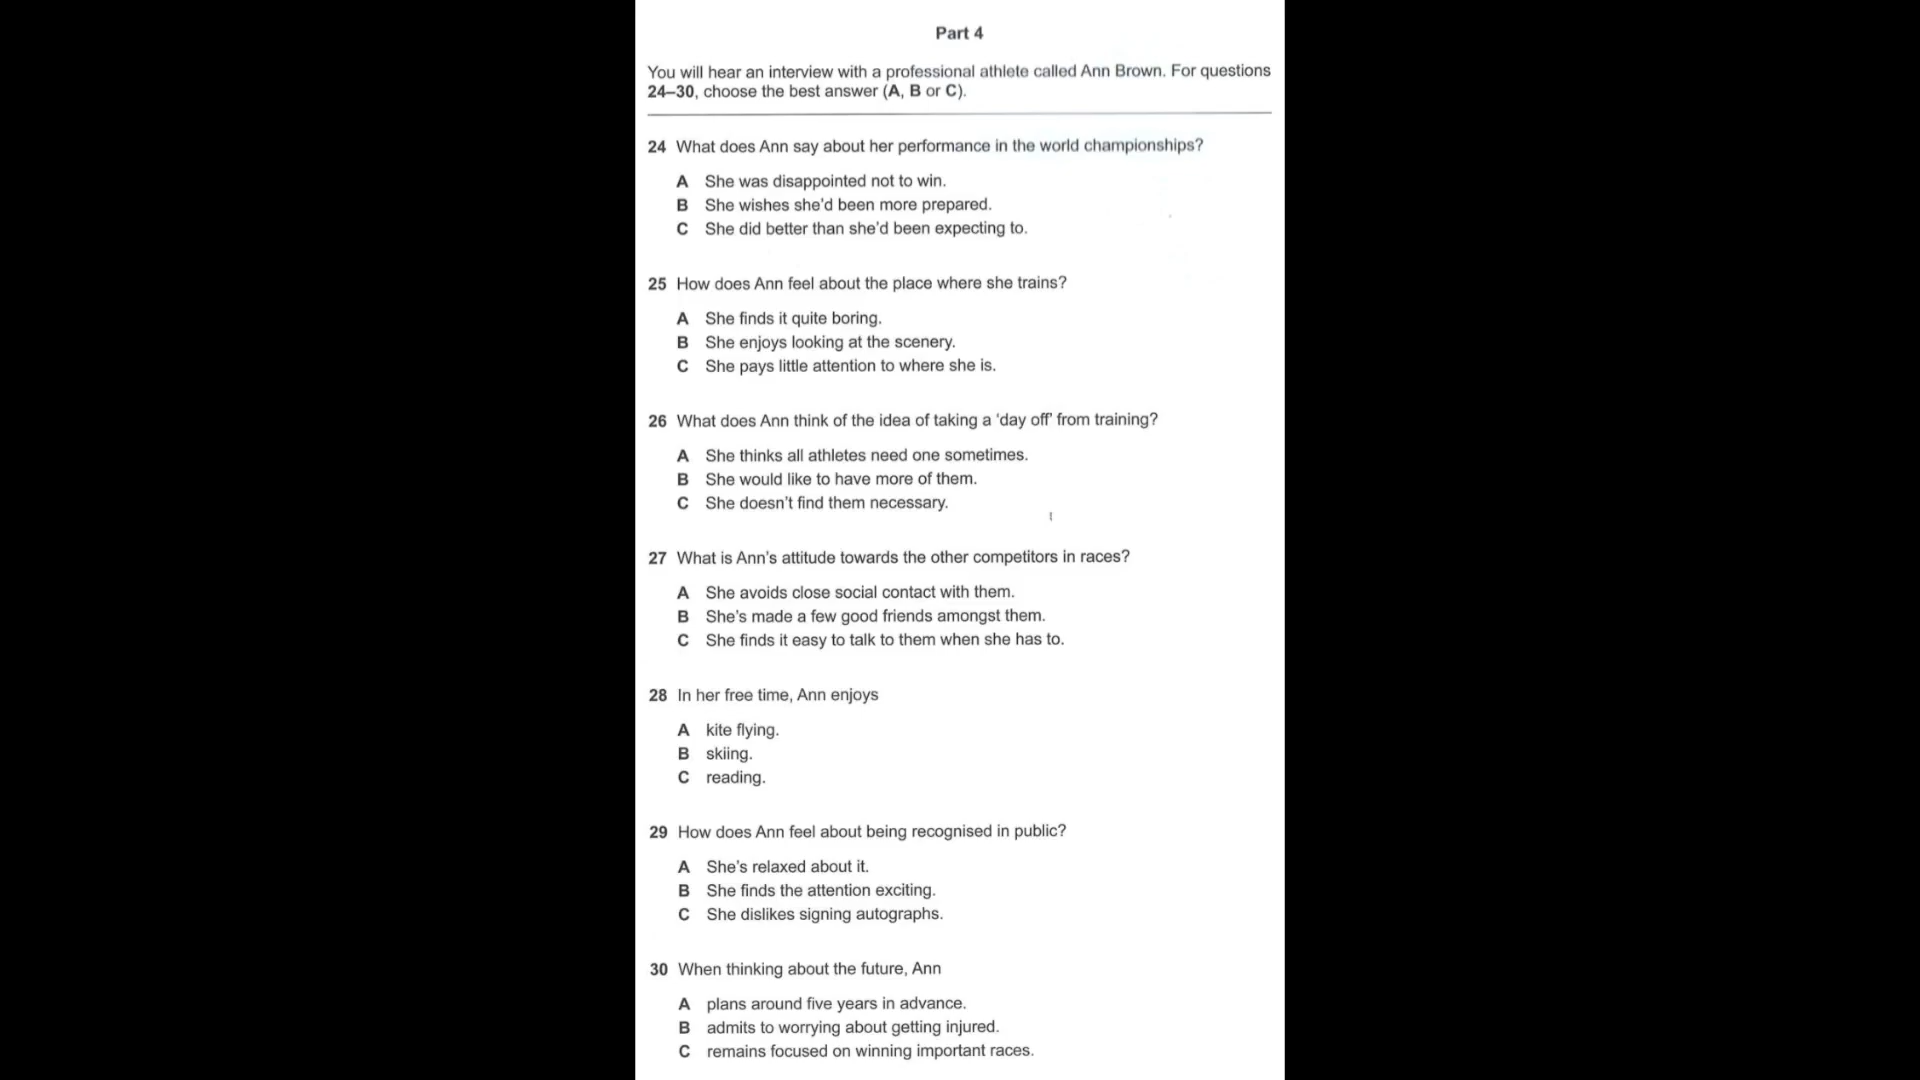 Part 4
You will hear an interview with a professional athlete called Ann Brown. For questions
24–30, choose the best answer (A, B or C).
24 What does Ann say about her performance in the world championships?
A She was disappointed not to win.
B She wishes she'd been more prepared.
C She did better than she'd been expecting to.
25 How does Ann feel about the place where she trains?
A She finds it quite boring.
B She enjoys looking at the scenery.
C She pays little attention to where she is.
26 What does Ann think of the idea of taking a 'day off' from training?
A She thinks all athletes need one sometimes.
B She would like to have more of them.
C She doesn't find them necessary.
27 What is Ann's attitude towards the other competitors in races?
A She avoids close social contact with them.
B She's made a few good friends amongst them.
C She finds it easy to talk to them when she has to.
28 In her free time, Ann enjoys
A kite flying.
B skiing.
C reading.
29 How does Ann feel about being recognised in public?
A She's relaxed about it.
B She finds the attention exciting.
C She dislikes signing autographs.
30 When thinking about the future, Ann
A plans around five years in advance.
B admits to worrying about getting injured.
C remains focused on winning important races.